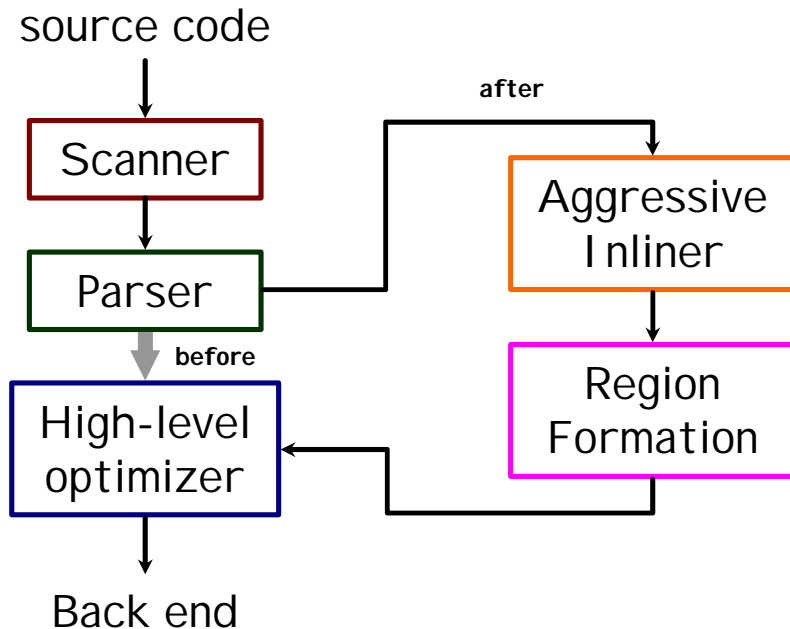 source code
after
Scanner
Aggressive
Inliner
Parser
before
Region
Formation
High-level
optimizer
Back end